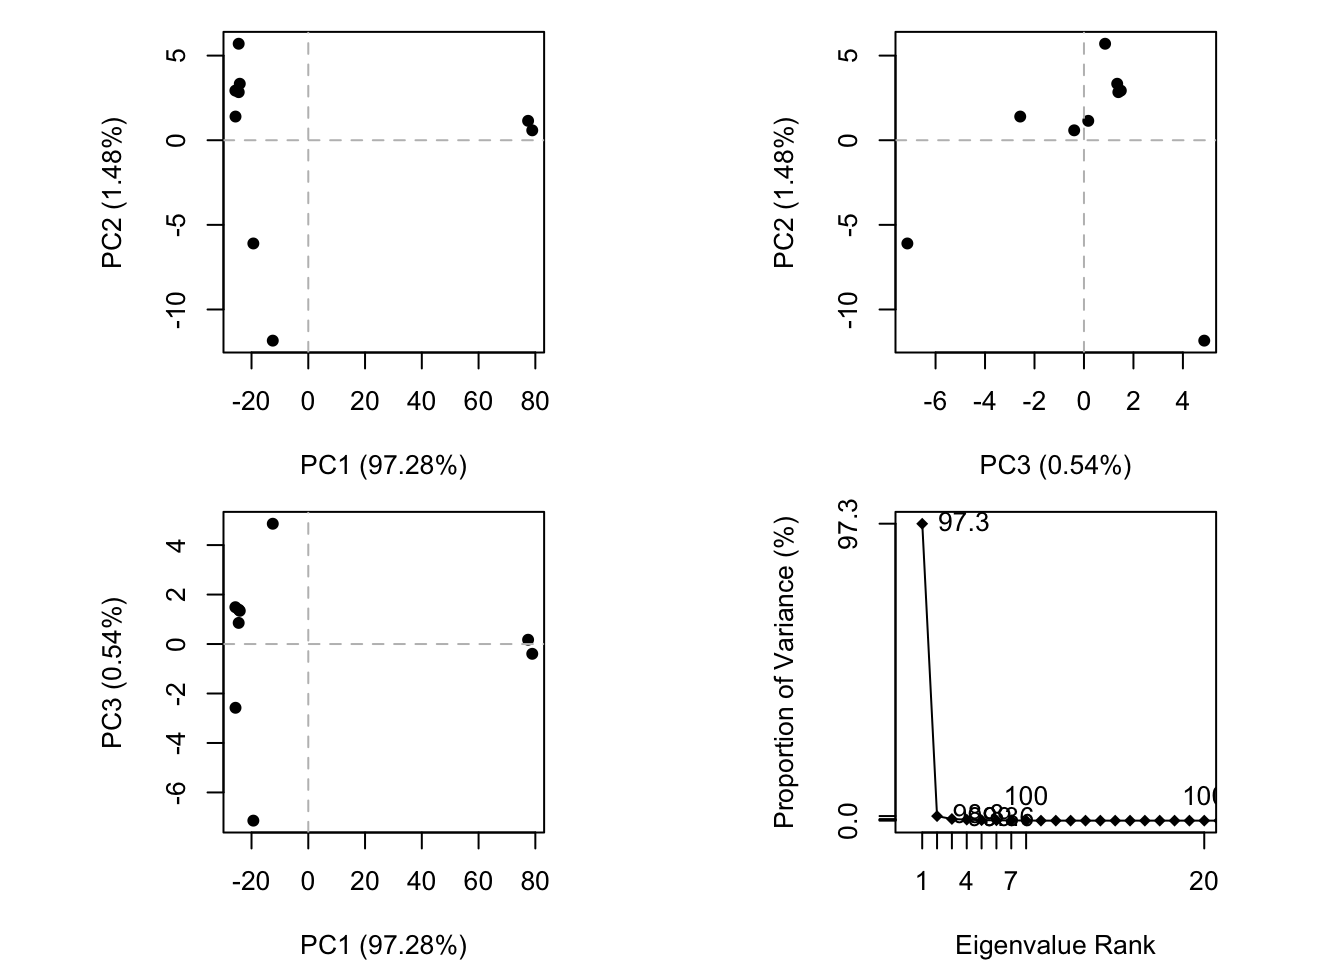 5
0
-5
-10
PC2 (1.48%)
-20 0 20 40 60 80
PC1 (97.28%)
5
0
-5
-10
PC2 (1.48%)
-6 -4 -2 0 2 4
PC3 (0.54%)
4
2
0
-2
-4
-6
PC3 (0.54%)
-20 0 20 40 60 80
PC1 (97.28%)
97.3
0.0
Proportion of Variance (%)
97.3
100
1 4 7 20
Eigenvalue Rank